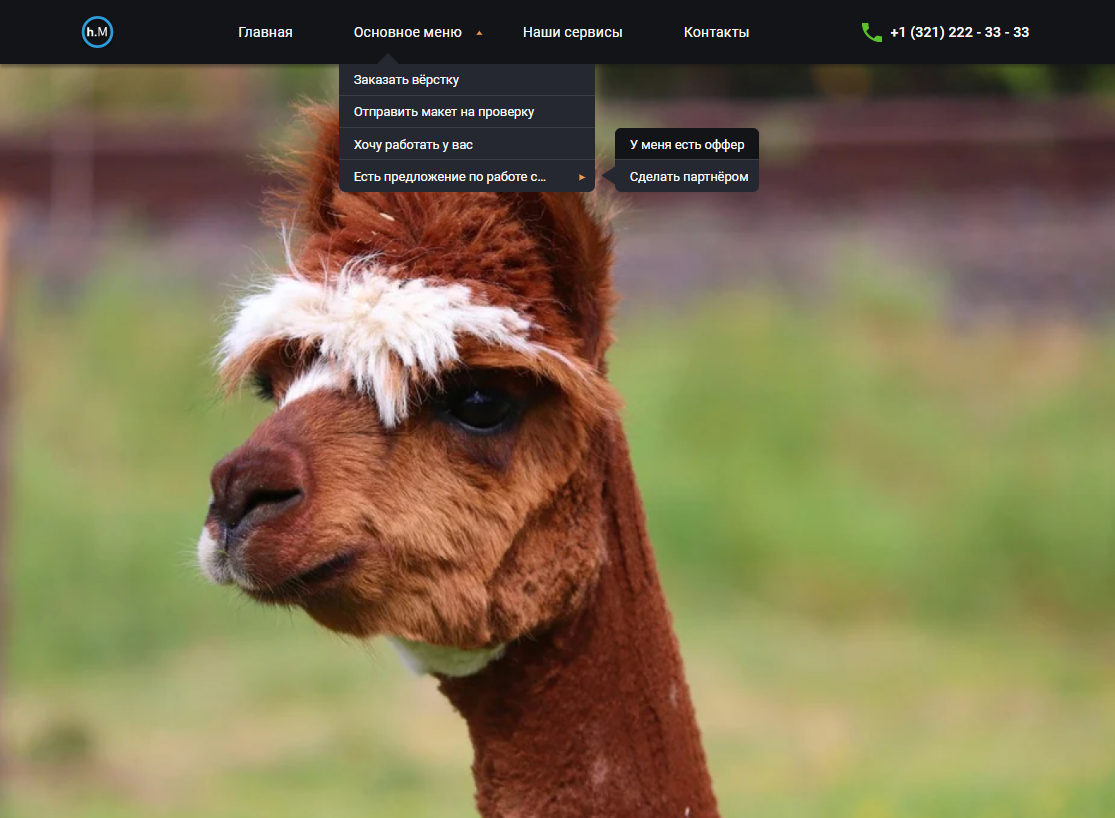 h.M
Главная
Основное меню
Наши сервисы
Контакты
+1 (321) 222 - 33 - 33
Заказать вёрстку
Отправить макет на проверку
Хочу работать у вас
Есть предложение по работе с...
У меня есть оффер
Сделать партнёром